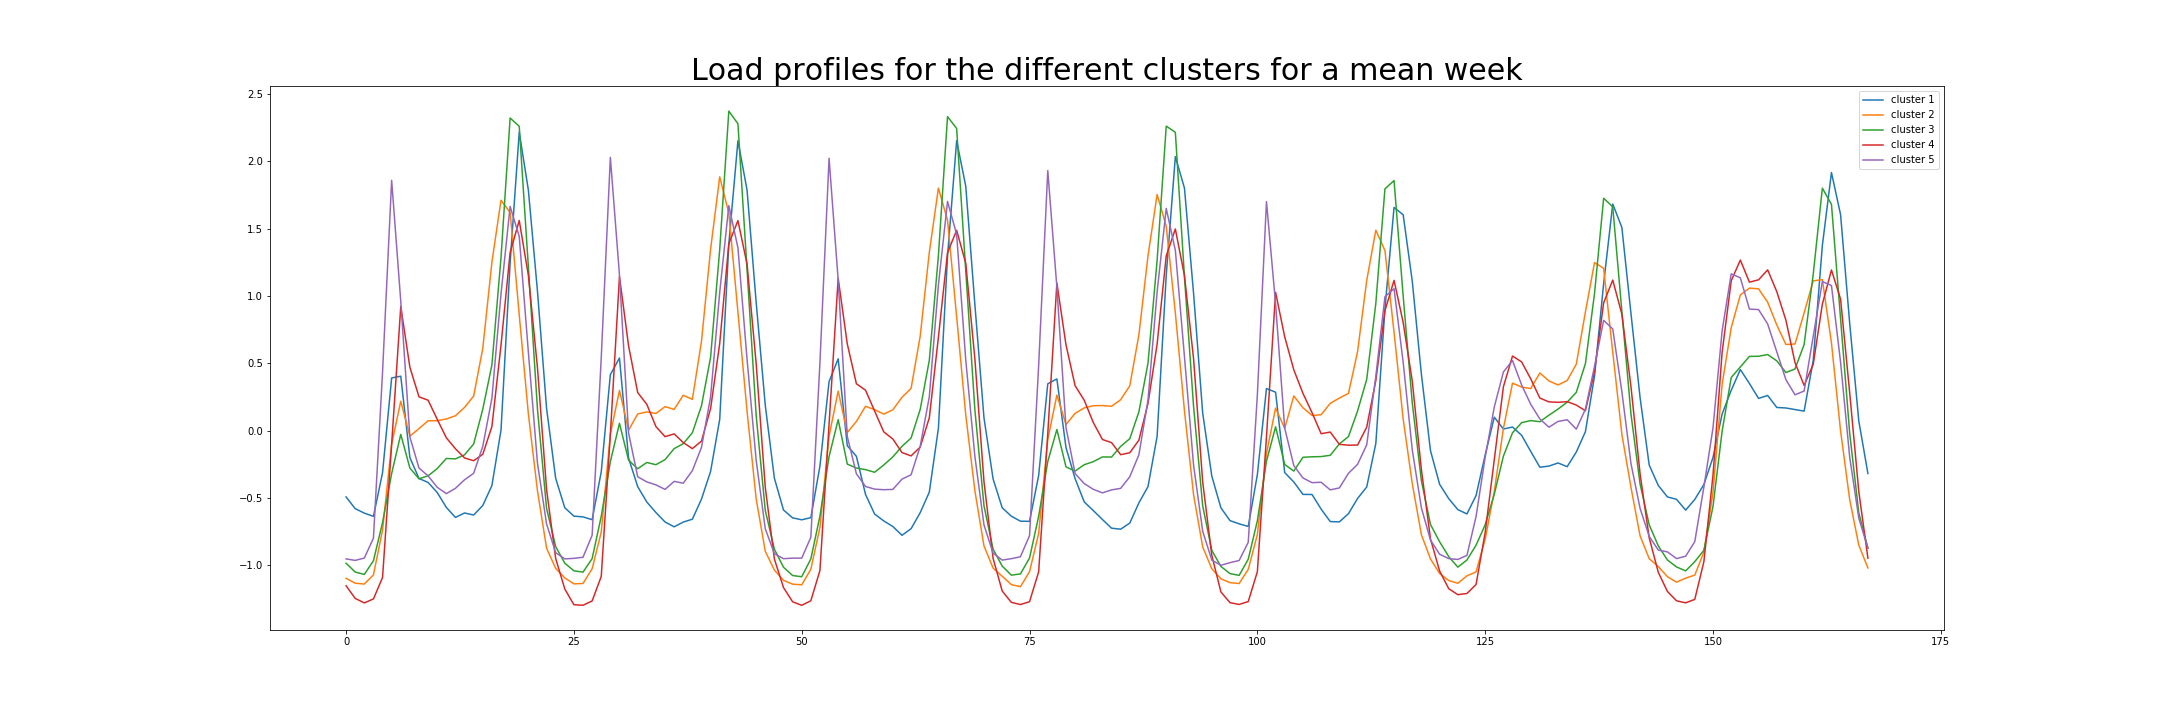 Load profiles for the different clusters for a mean week
2.5
2.0
1.5
1.0
0.5
0.0
−0.5
−1.0
cluster 1
cluster 2
cluster 3
cluster 4
cluster 5
0 25 50 75 100 125 150 175